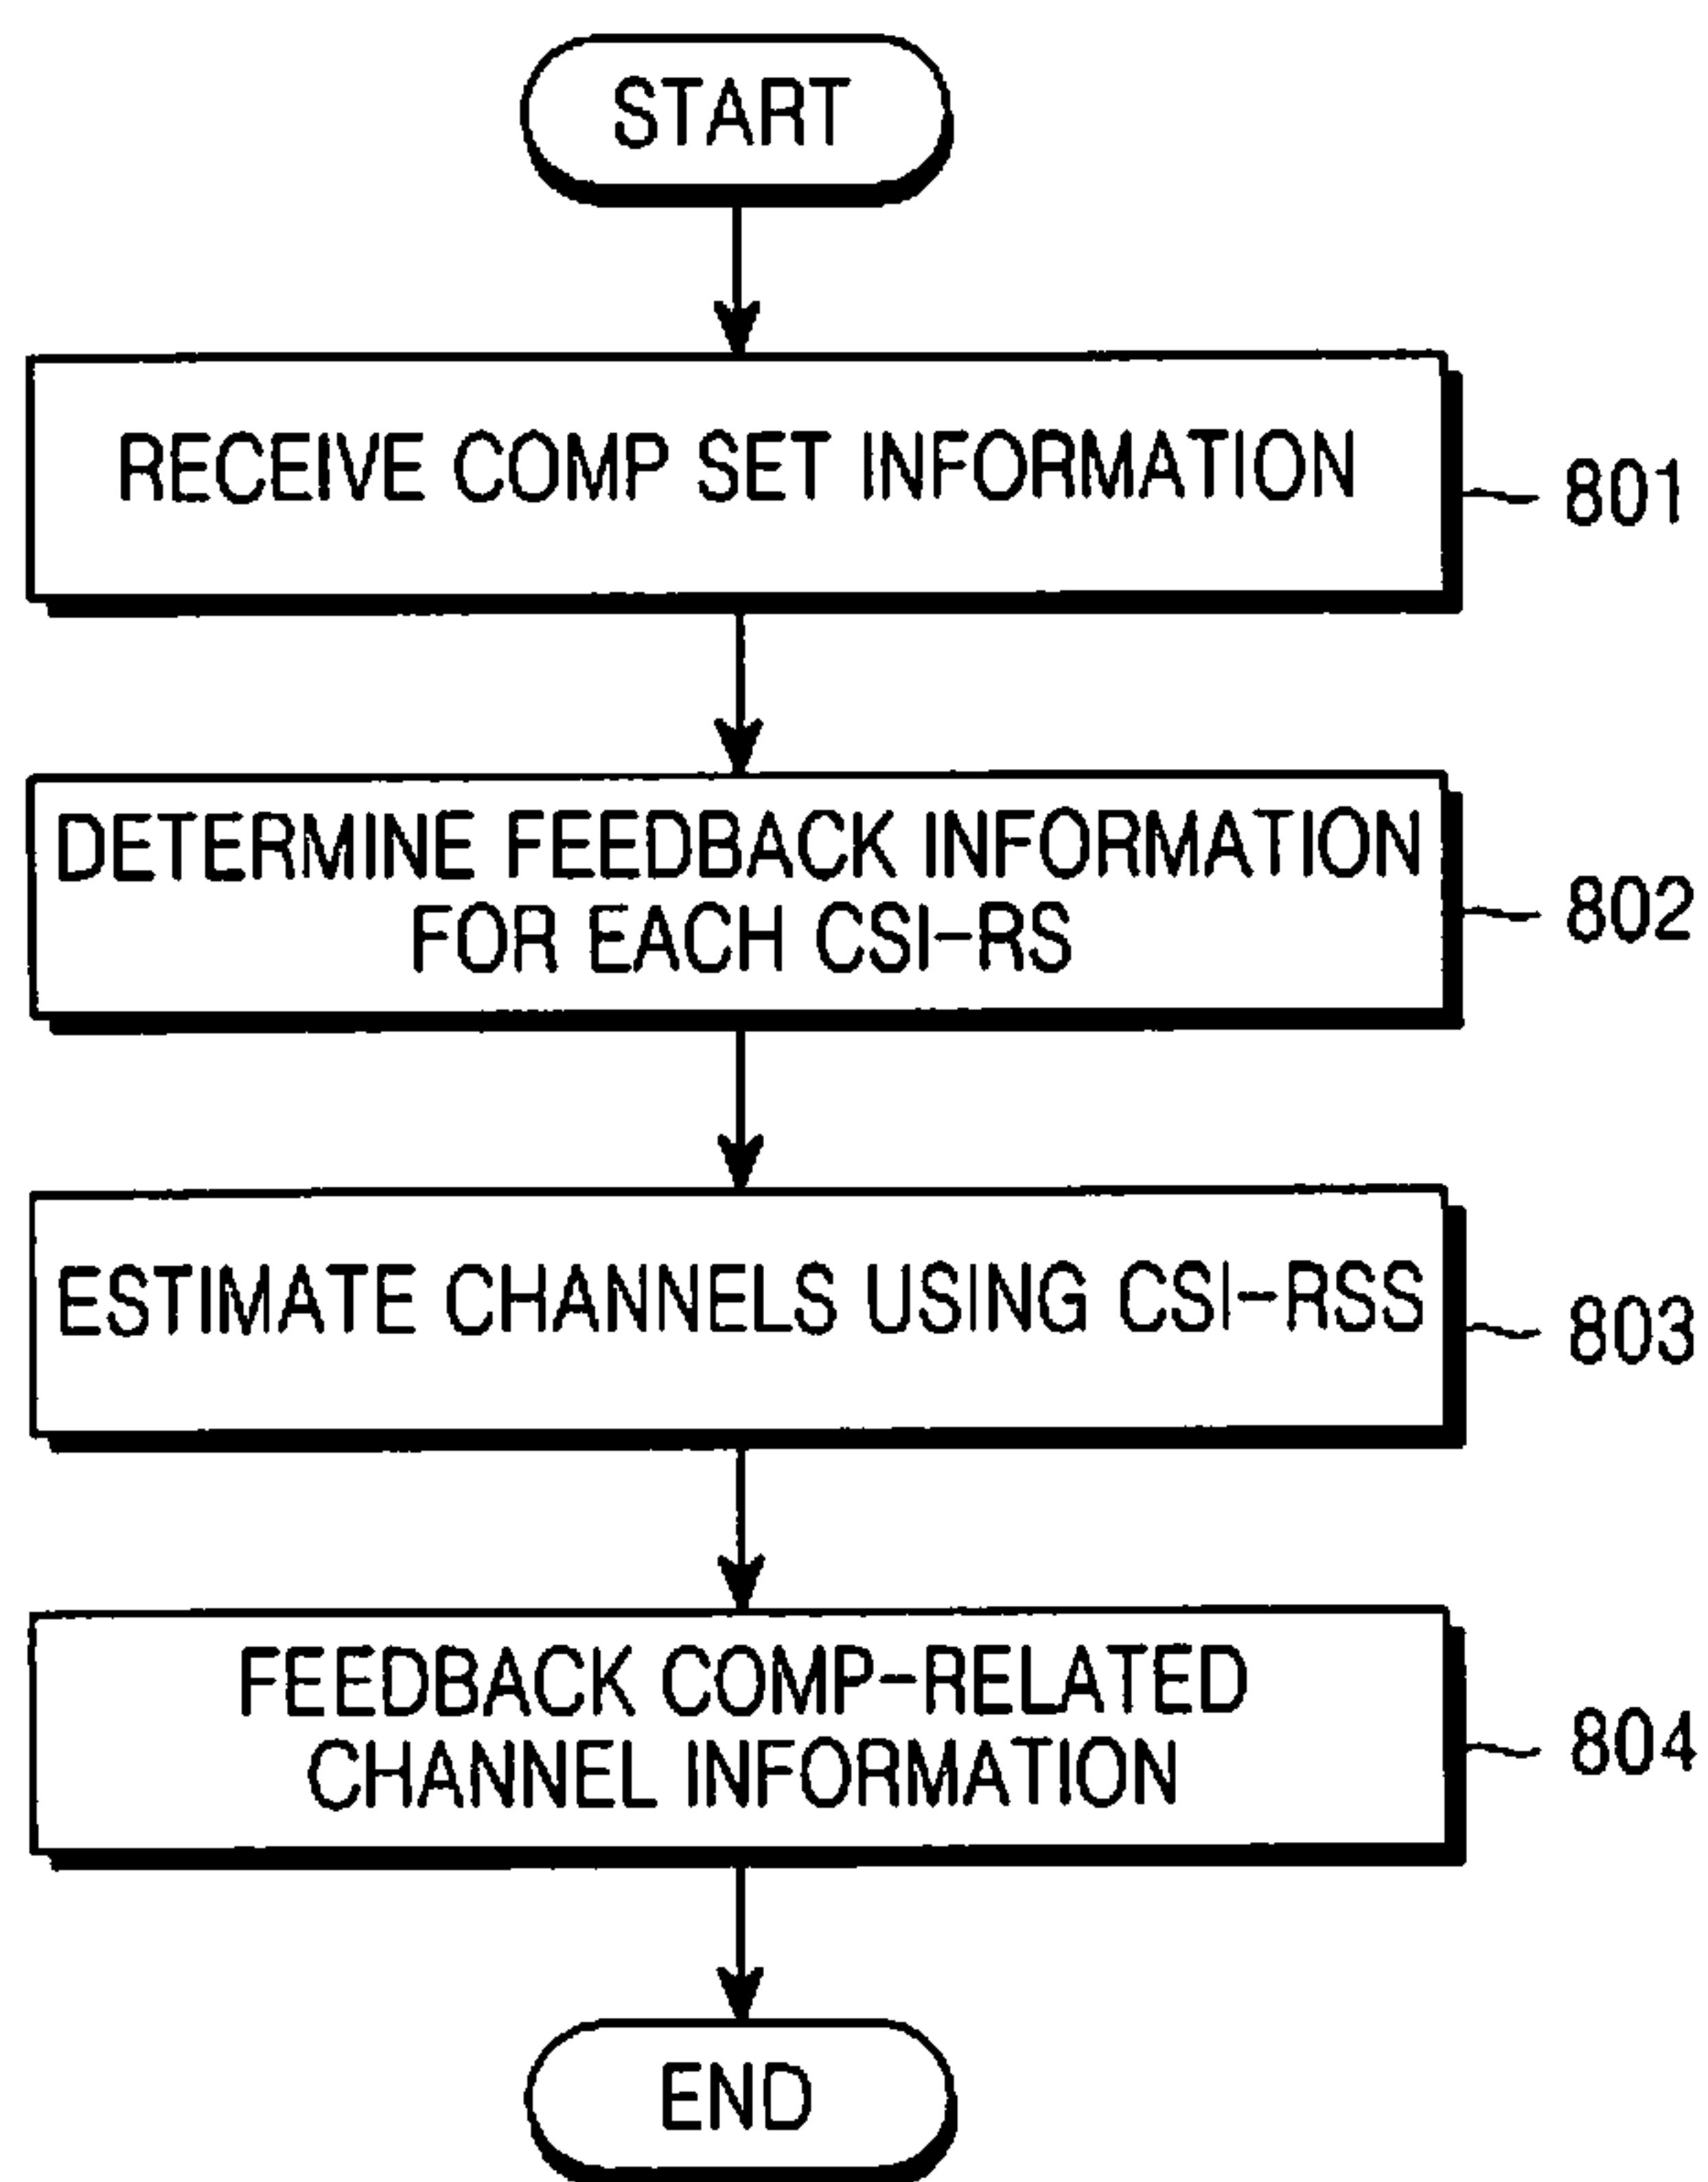 START
RECEIVE COMP SET INFORMATION
801
DETERMINE FEEDBACK INFORMATION
FOR EACH CSI-RS
802
ESTIMATE CHANNELS USING CSI-RSS
803
FEEDBACK COMP-RELATED
CHANNEL INFORMATION
804
END